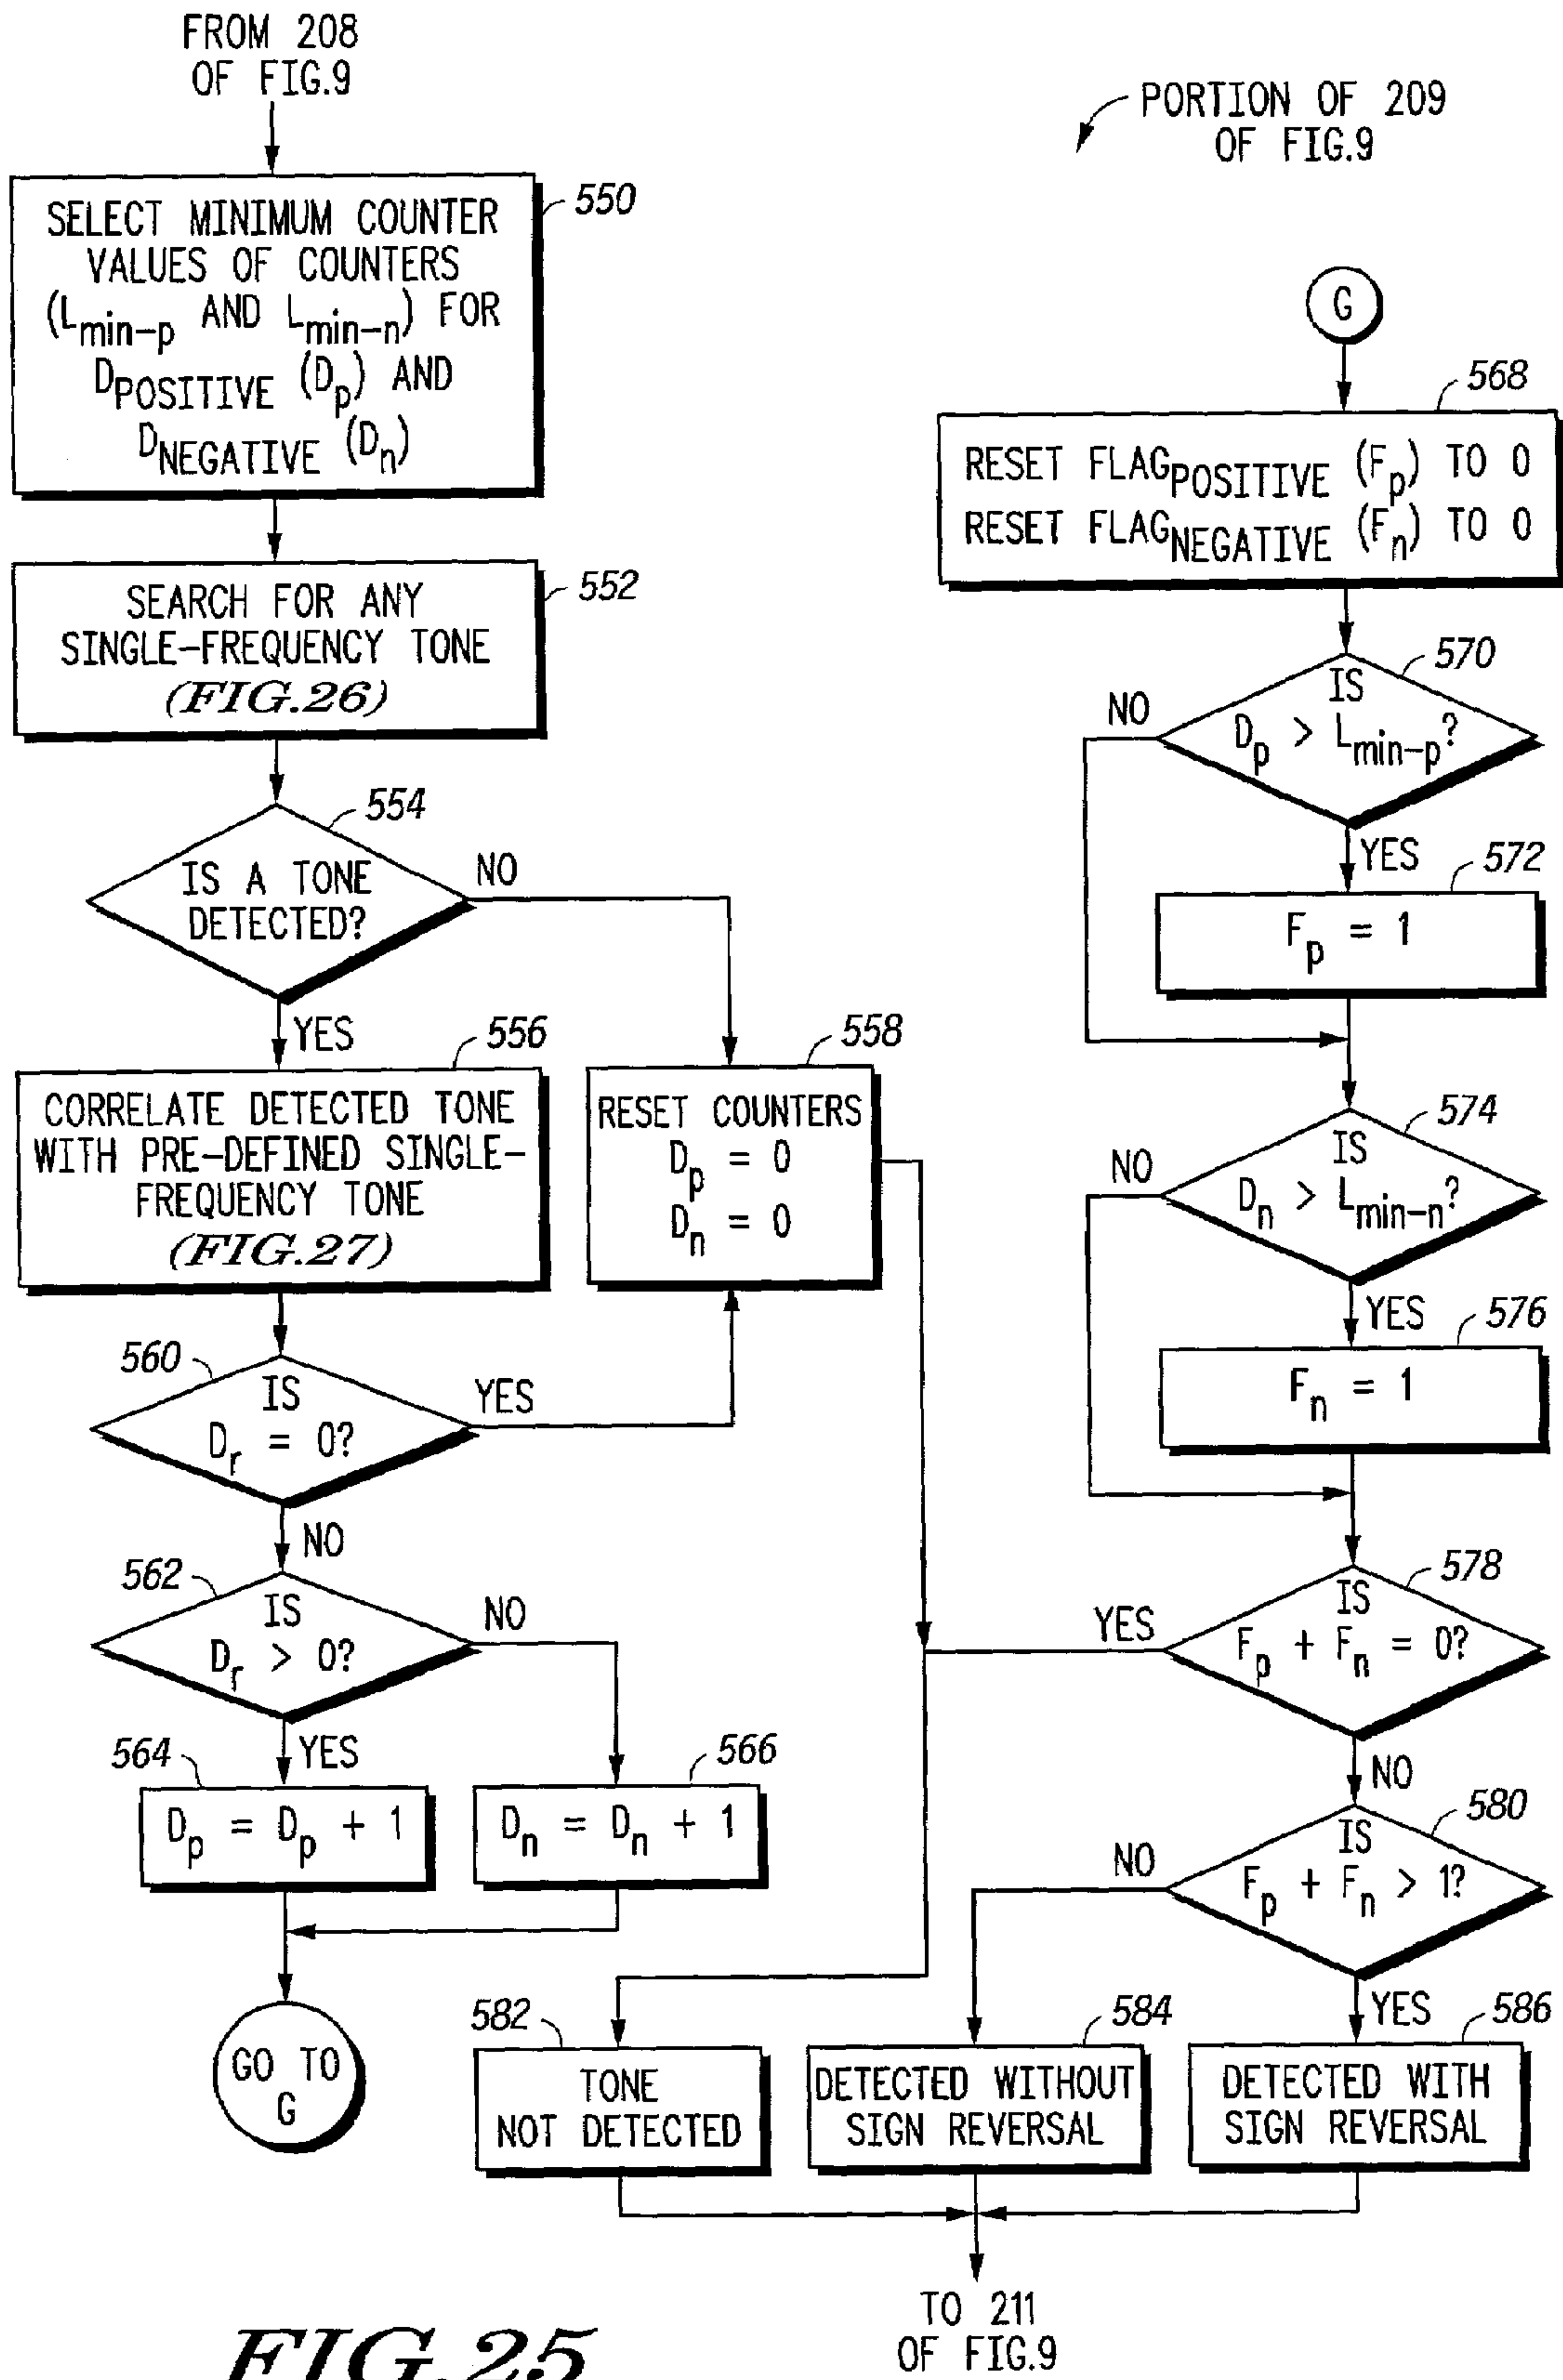 FROM 208
OF FIG.9
PORTION OF 209
OF FIG.9
550
SELECT MINIMUM COUNTER
VALUES OF COUNTERS
(Lmin-p AND Lmin-n) FOR
DPOSITIVE (Dp) AND
DNEGATIVE (Dn)
552
SEARCH FOR ANY
SINGLE-FREQUENCY TONE
(FIG.26)
554
IS A TONE
DETECTED?
NO
YES
556
CORRELATE DETECTED TONE
WITH PRE-DEFINED SINGLE-
FREQUENCY TONE
(FIG.27)
558
RESET COUNTERS
Dp = 0
Dn = 0
560
IS
Dr = 0?
YES
NO
562
IS
Dr > 0?
NO
YES
564
Dp = Dp + 1
566
Dn = Dn + 1
GO TO
G
G
568
RESET FLAGPOSITIVE (Fp) TO 0
RESET FLAGNEGATIVE (Fn) TO 0
570
IS
Dp > Lmin-p?
NO
YES
572
Fp = 1
574
IS
Dn > Lmin-n?
NO
YES
576
Fn = 1
578
IS
Fp + Fn = 0?
YES
NO
580
IS
Fp + Fn > 1?
NO
YES
582
TONE
NOT DETECTED
584
DETECTED WITHOUT
SIGN REVERSAL
586
DETECTED WITH
SIGN REVERSAL
TO 211
OF FIG.9
FIG.25